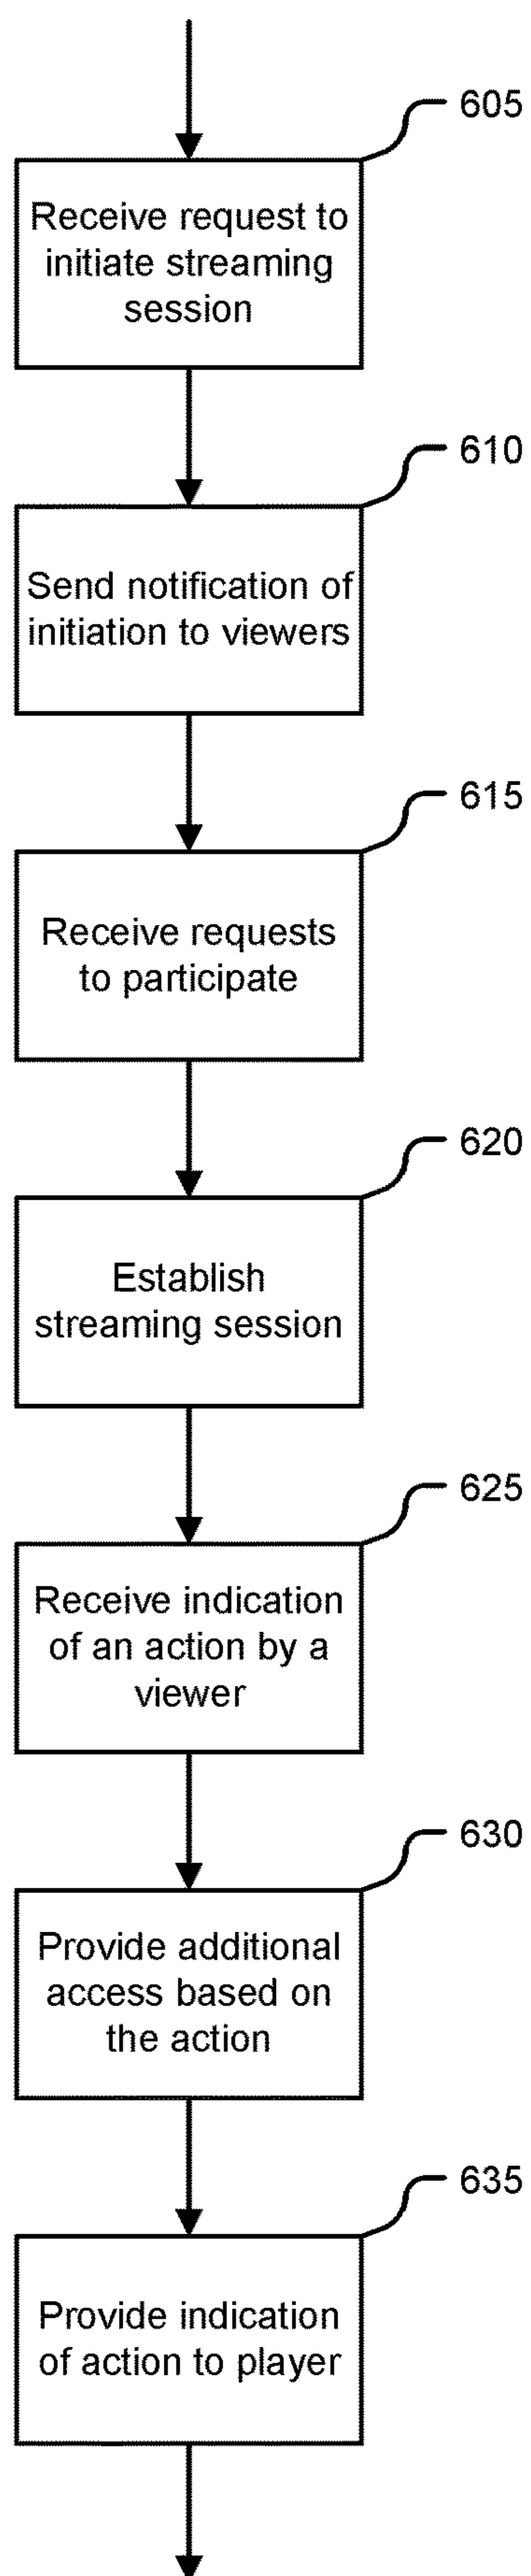 605
Receive request to
initiate streaming
session
610
Send notification of
initiation to viewers
615
Receive requests
to participate
620
Establish
streaming session
625
Receive indication
of an action by a
viewer
630
Provide additional
access based on
the action
635
Provide indication
of action to player